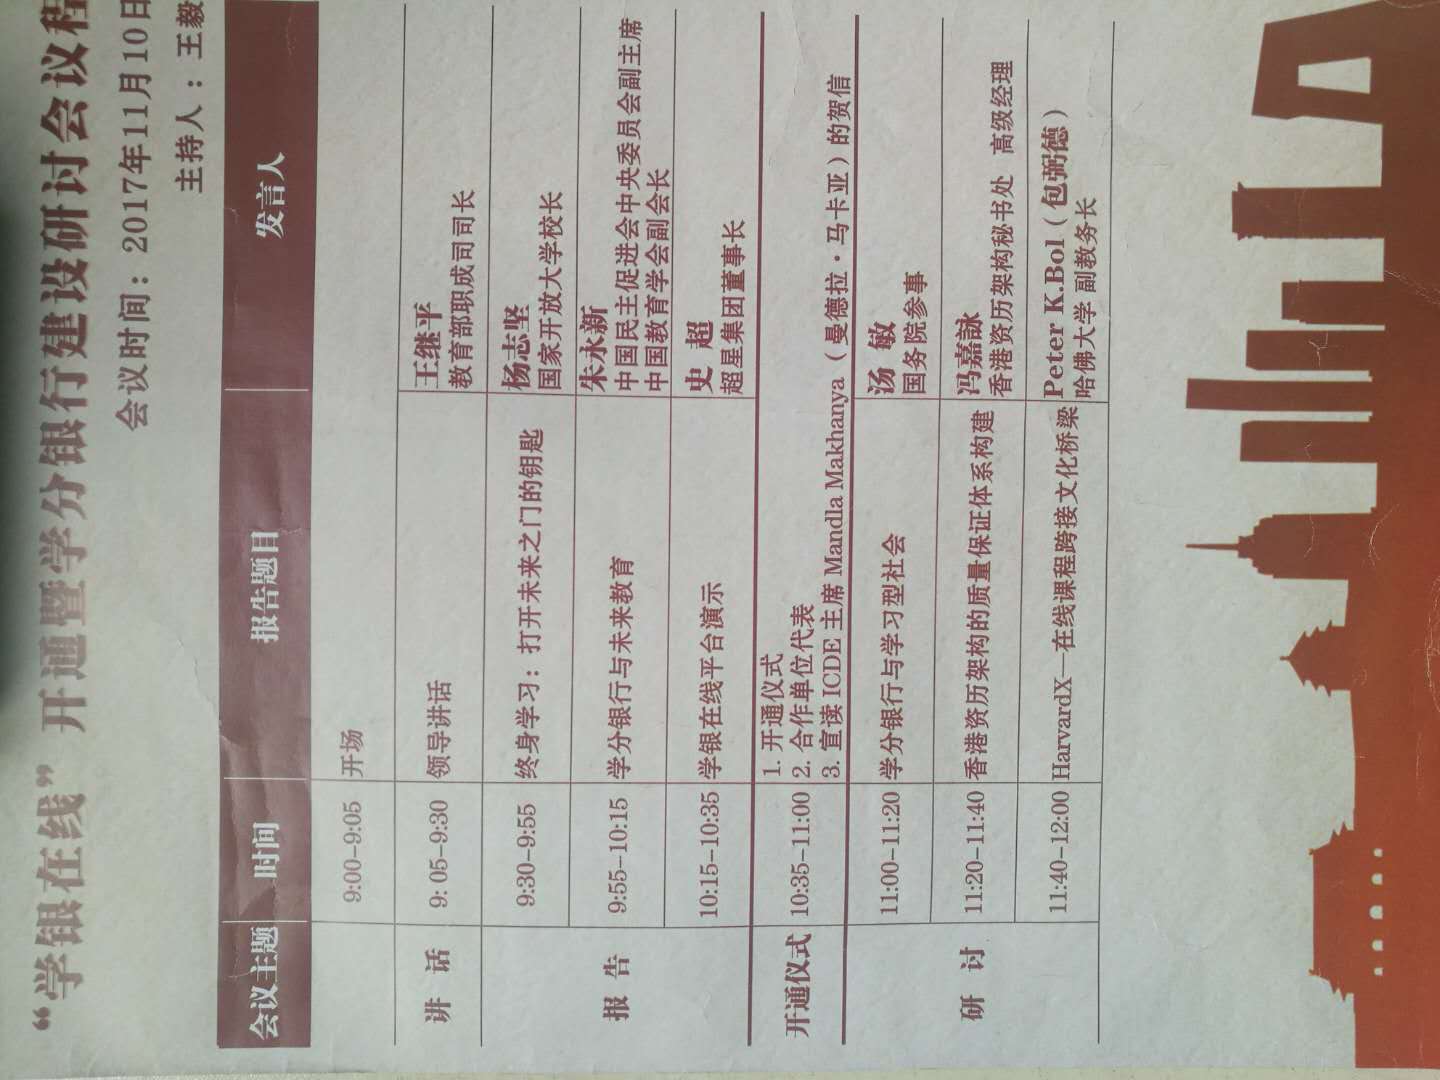 “学银在线”开通暨学分银行建设研讨会议程
会议时间：2017年11月10日
主持人：王毅
会议主题 时间 报告题目 发言人
9:00-9:05 开场
讲 话 9: 05-9:30 领导讲话 王继平
教育部职成司司长
报 告 9:30-9:55 终身学习：打开未来之门的钥匙 杨志坚
国家开放大学校长
9:55-10:15 学分银行与未来教育 朱永新
中国民主促进会中央委员会副主席
中国教育学会副会长
10:15-10:35 学银在线平台演示 史 超
超星集团董事长
开通仪式 10:35-11:00 1. 开通仪式
2. 合作单位代表
3. 宣读 ICDE 主席 Mandla Makhanya（曼德拉·马卡亚）的贺信
研 讨 11:00-11:20 学分银行与学习型社会 汤 敏
国务院参事
11:20-11:40 香港资历架构的质量保证体系构建 冯嘉詠
香港资历架构秘书处 高级经理
11:40-12:00 HarvardX—在线课程跨接文化桥梁 Peter K.Bol（包弼德）
哈佛大学 副教务长